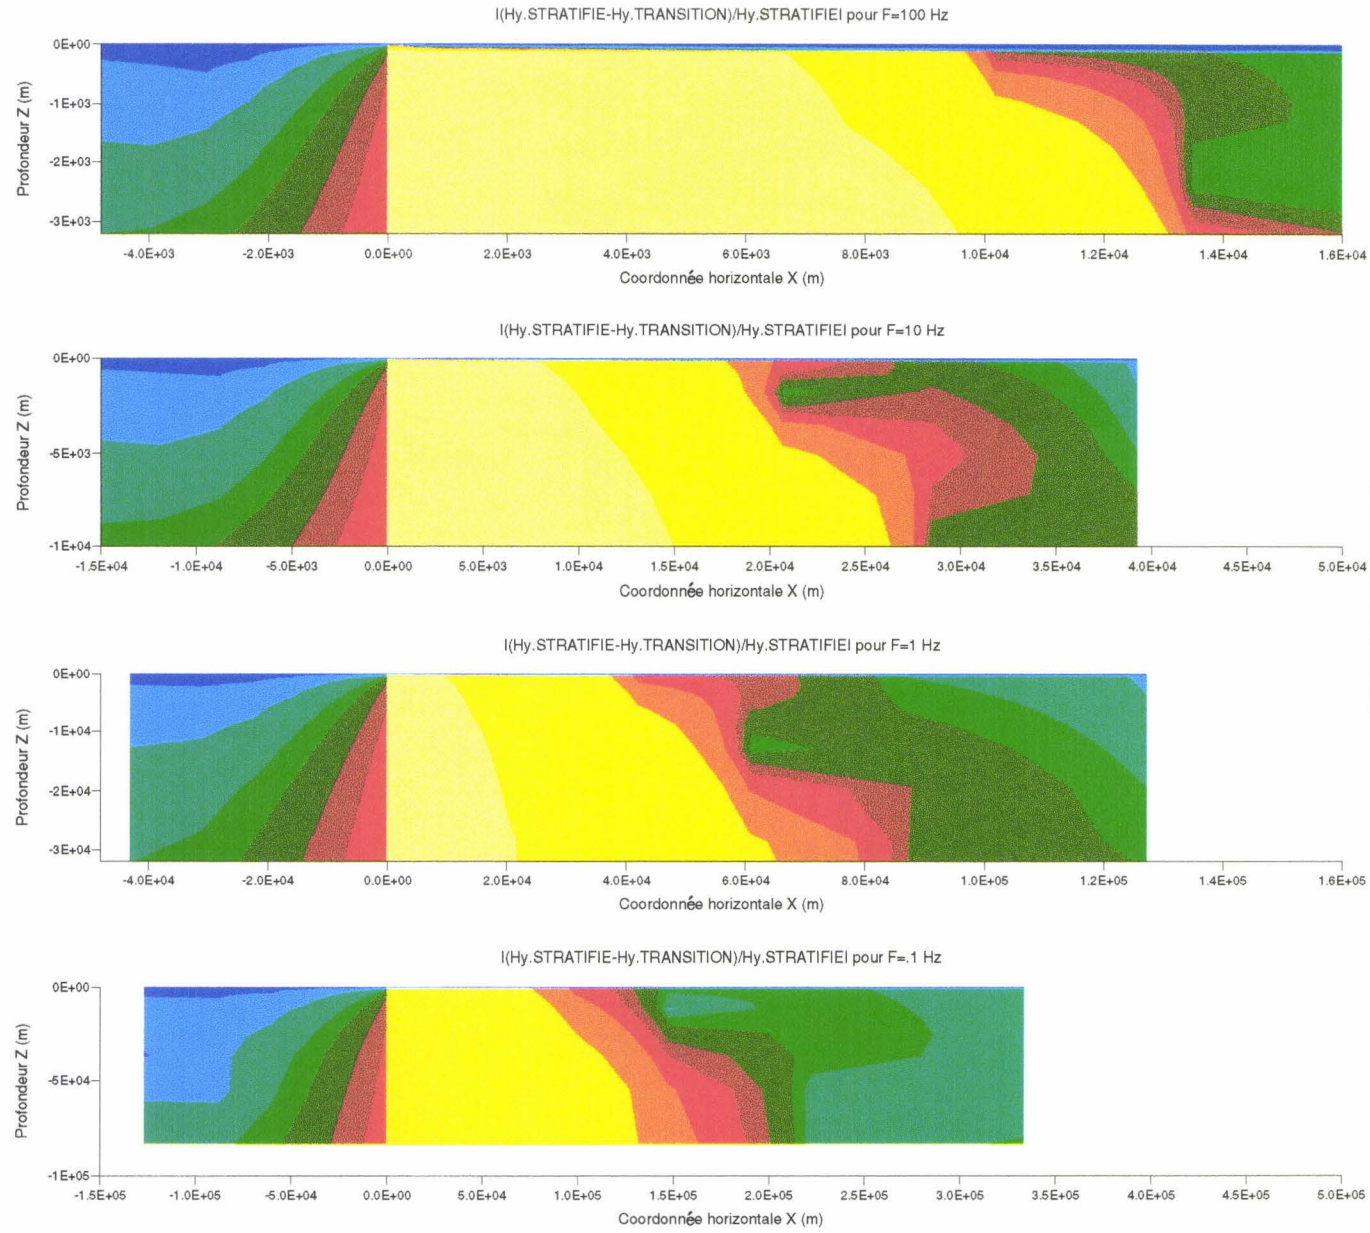 I(Hy.STRATIFIE-Hy.TRANSITION)/Hy.STRATIFIEI pour F=100 Hz
0E+00
-1E+03
-2E+03
-3E+03
Profondeur Z (m)
-4.0E+03 -2.0E+03 0.0E+00 2.0E+03 4.0E+03 6.0E+03 8.0E+03 1.0E+04 1.2E+04 1.4E+04 1.6E+04
Coordonnée horizontale X (m)
I(Hy.STRATIFIE-Hy.TRANSITION)/Hy.STRATIFIEI pour F=10 Hz
0E+00
-5E+03
-1E+04
Profondeur Z (m)
-1.5E+04 -1.0E+04 -5.0E+03 0.0E+00 5.0E+03 1.0E+04 1.5E+04 2.0E+04 2.5E+04 3.0E+04 3.5E+04 4.0E+04 4.5E+04 5.0E+04
Coordonnée horizontale X (m)
I(Hy.STRATIFIE-Hy.TRANSITION)/Hy.STRATIFIEI pour F=1 Hz
0E+00
-1E+04
-2E+04
-3E+04
Profondeur Z (m)
-4.0E+04 -2.0E+04 0.0E+00 2.0E+04 4.0E+04 6.0E+04 8.0E+04 1.0E+05 1.2E+05 1.4E+05 1.6E+05
Coordonnée horizontale X (m)
I(Hy.STRATIFIE-Hy.TRANSITION)/Hy.STRATIFIEI pour F=.1 Hz
0E+00
-5E+04
-1E+05
Profondeur Z (m)
-1.5E+05 -1.0E+05 -5.0E+04 0.0E+00 5.0E+04 1.0E+05 1.5E+05 2.0E+05 2.5E+05 3.0E+05 3.5E+05 4.0E+05 4.5E+05 5.0E+05
Coordonnée horizontale X (m)